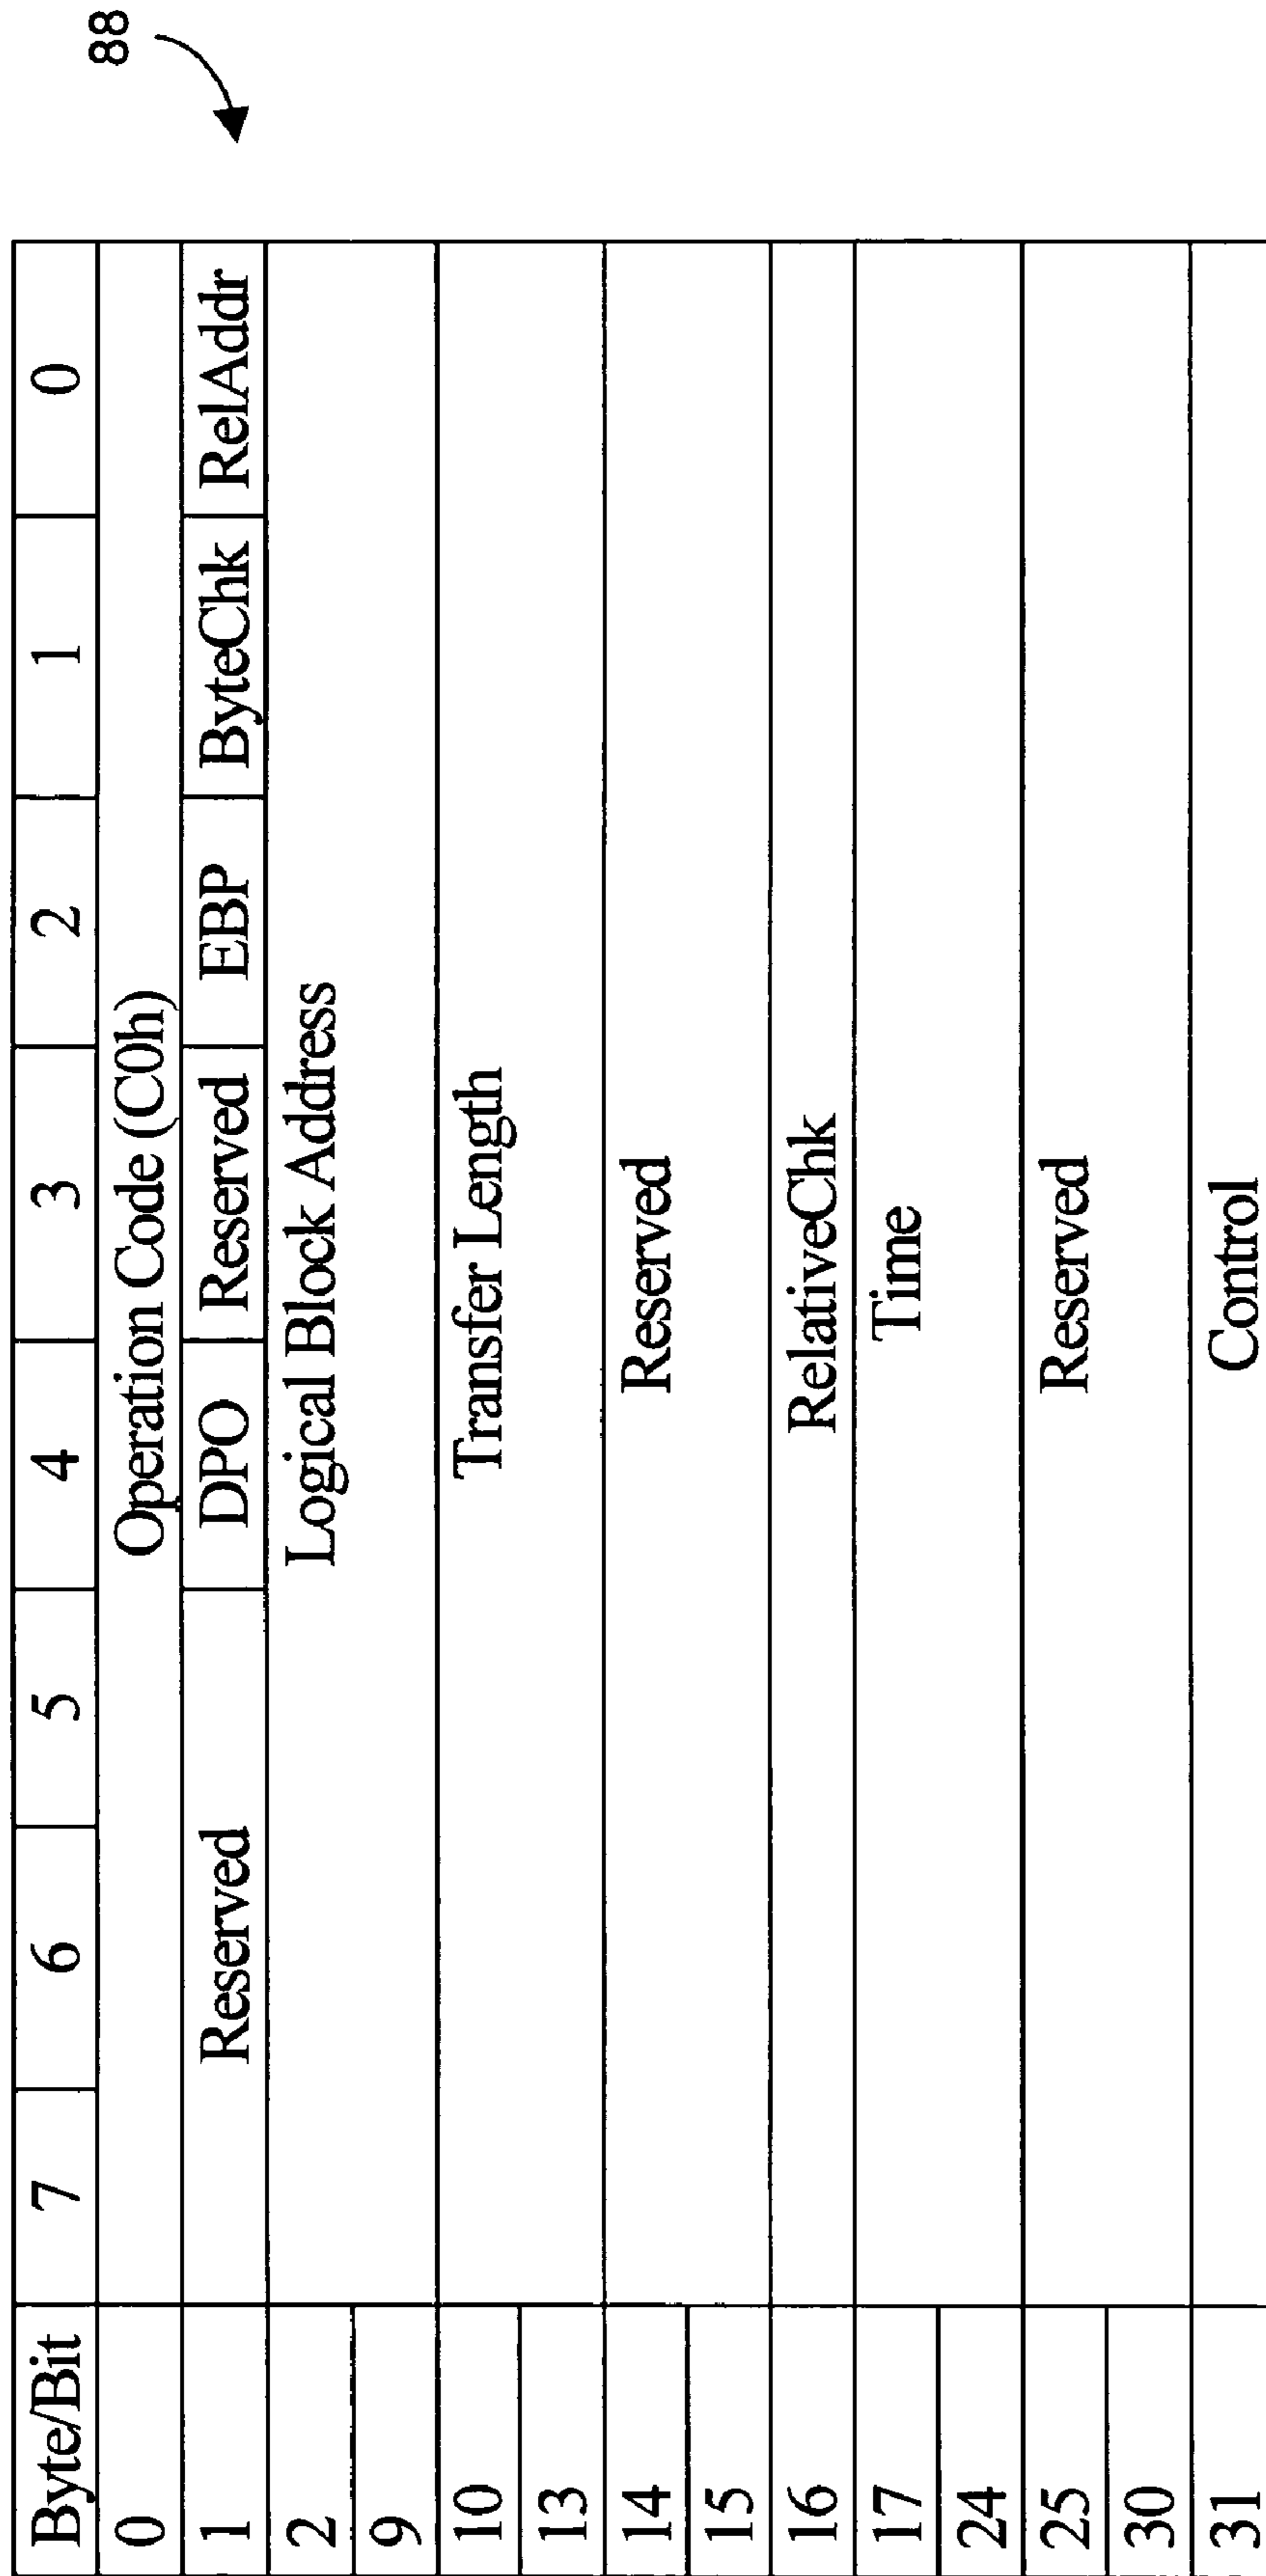 88
Byte/Bit 7 6 5 4 3 2 1 0
0 Operation Code (C0h)
1 Reserved DPO Reserved EBP ByteChk RelAddr
2 Logical Block Address
9
10 Transfer Length
13
14 Reserved
15
16 RelativeChk
17 Time
24
25 Reserved
30
31 Control